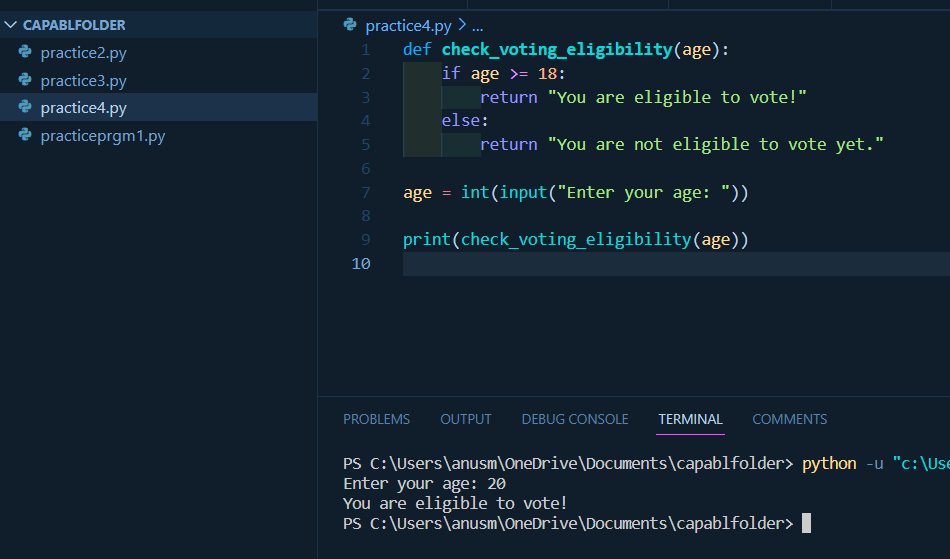 CAPABLFOLDER
practice2.py
practice3.py
practice4.py
practiceprgm1.py
practice4.py > ...
1 def check_voting_eligibility(age):
2     if age >= 18:
3         return "You are eligible to vote!"
4     else:
5         return "You are not eligible to vote yet."
6
7 age = int(input("Enter your age: "))
8
9 print(check_voting_eligibility(age))
10
PROBLEMS OUTPUT DEBUG CONSOLE TERMINAL COMMENTS
PS C:\Users\anusm\OneDrive\Documents\capablfolder> python -u "c:\Use
Enter your age: 20
You are eligible to vote!
PS C:\Users\anusm\OneDrive\Documents\capablfolder>